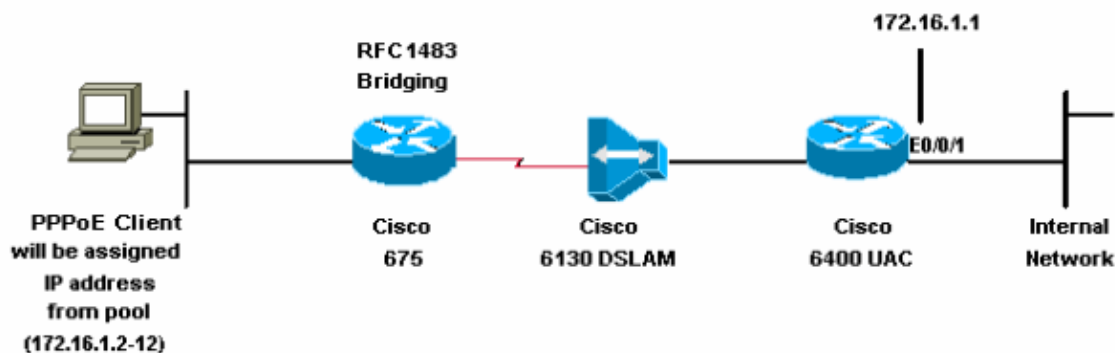 172.16.1.1
RFC 1483
Bridging
E0/0/1
PPPoE Client
will be assigned
IP address
from pool
(172.16.1.2-12)
Cisco
675
Cisco
6130 DSLAM
Cisco
6400 UAC
Internal
Network